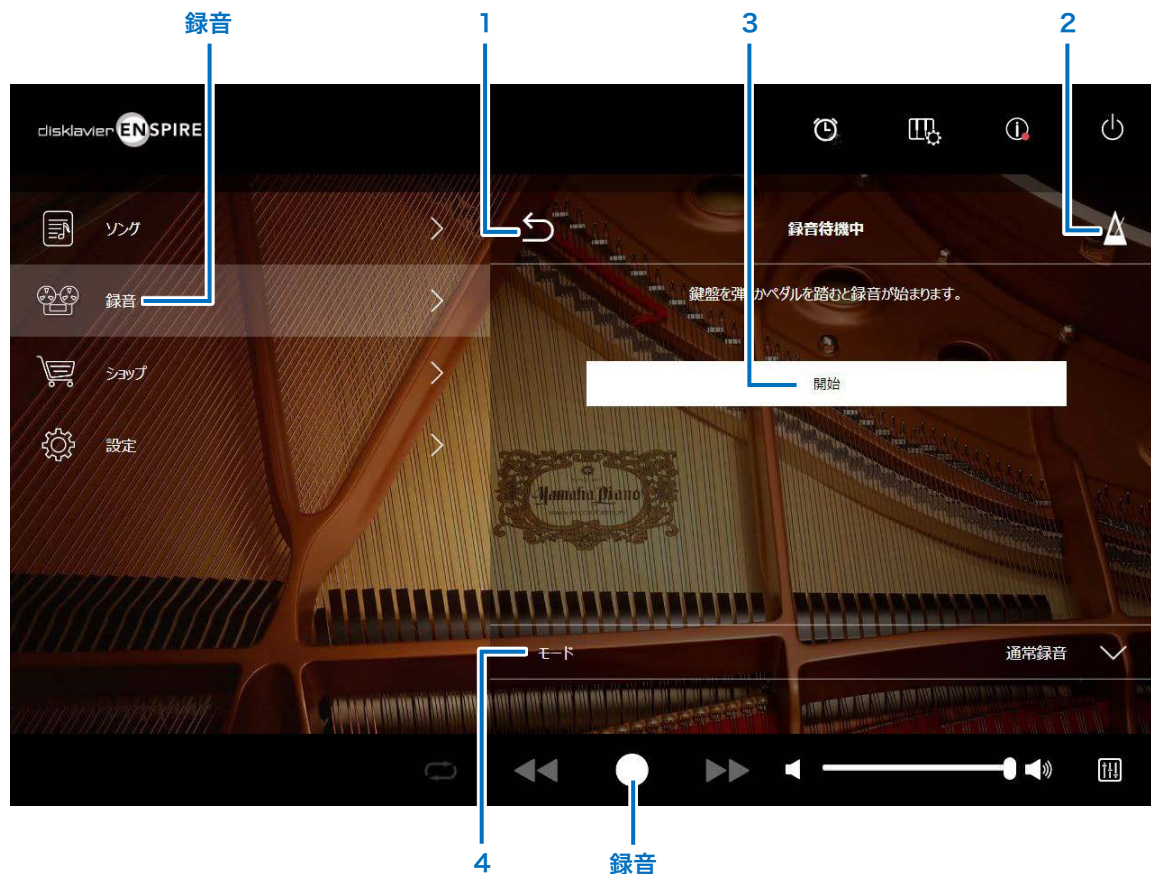 録音
1
3
2
disklavier ENSPIRE
ソング
録音
ショップ
設定
録音待機中
鍵盤を弾くかペダルを踏むと録音が始まります。
開始
Yamaha Piano
モード
通常録音
4
録音